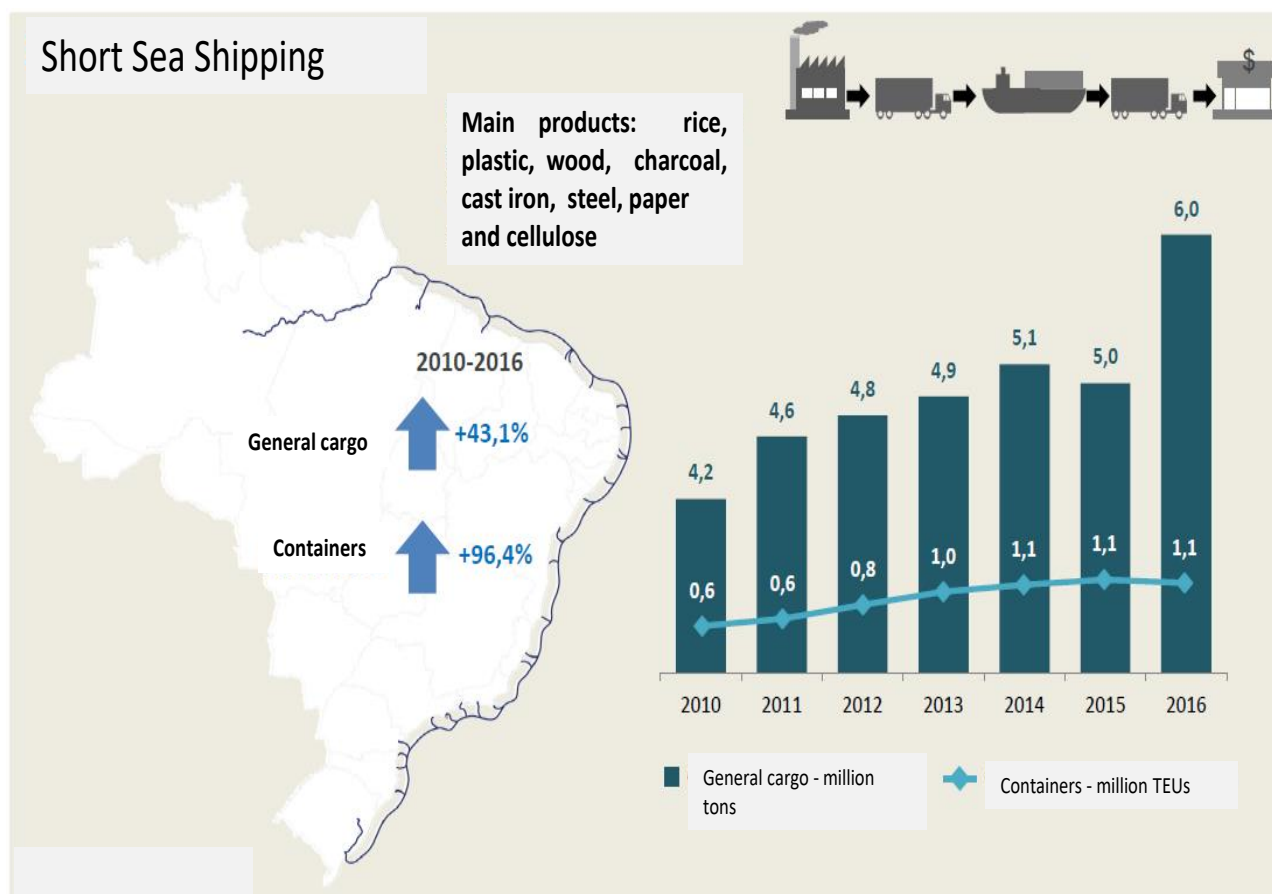 Short Sea Shipping
$
Main products: rice,
plastic, wood, charcoal,
cast iron, steel, paper
and cellulose
2010-2016
General cargo
+43,1%
Containers
+96,4%
4,2
4,6
4,8
4,9
5,1
5,0
6,0
0,6
0,6
0,8
1,0
1,1
1,1
1,1
2010
2011
2012
2013
2014
2015
2016
General cargo - million
tons
Containers - million TEUs